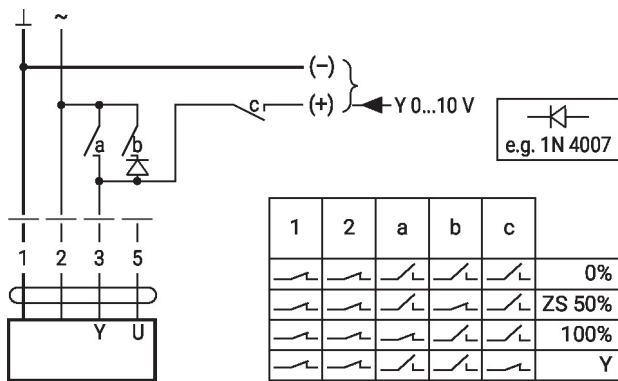 ⊥ ~
(−)
(+)
Y 0...10 V
a b c
e.g. 1N 4007
1 2 3 5
Y U
1 2 a b c
0%
ZS 50%
100%
Y